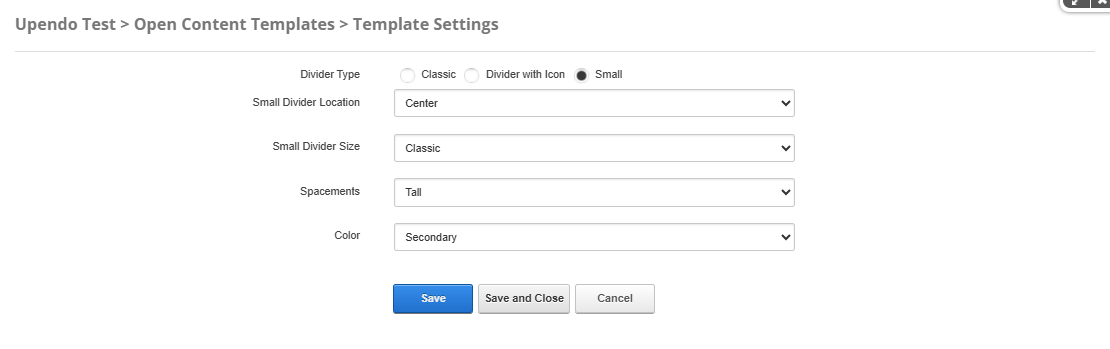 Upendo Test > Open Content Templates > Template Settings
Divider Type Classic Divider with Icon Small
Small Divider Location Center
Small Divider Size Classic
Spacements Tall
Color Secondary
Save Save and Close Cancel